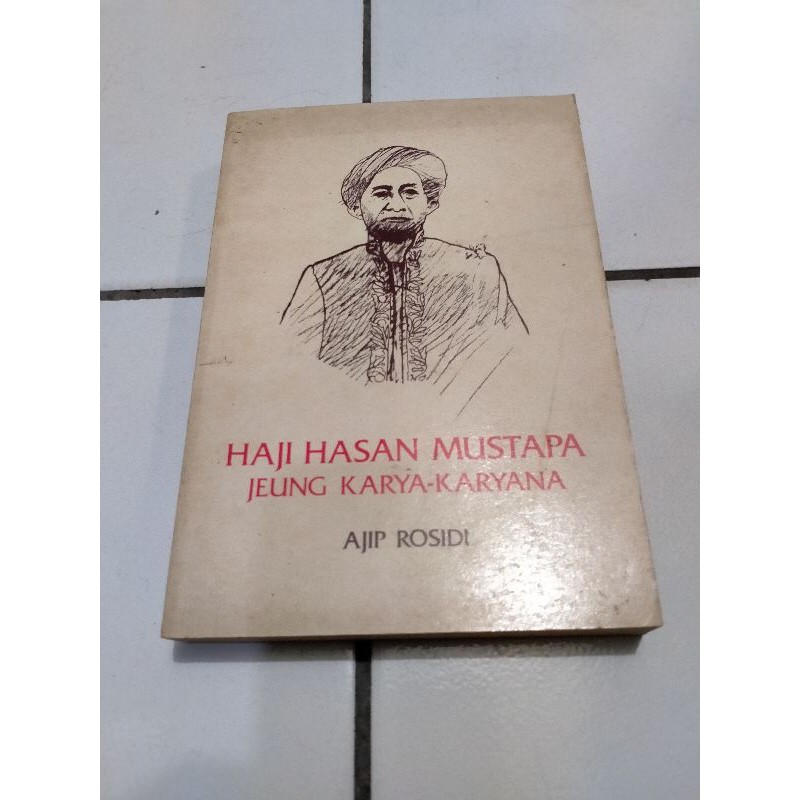 HAJI HASAN MUSTAPA
JEUNG KARYA-KARYANA
AJIP ROSIDI